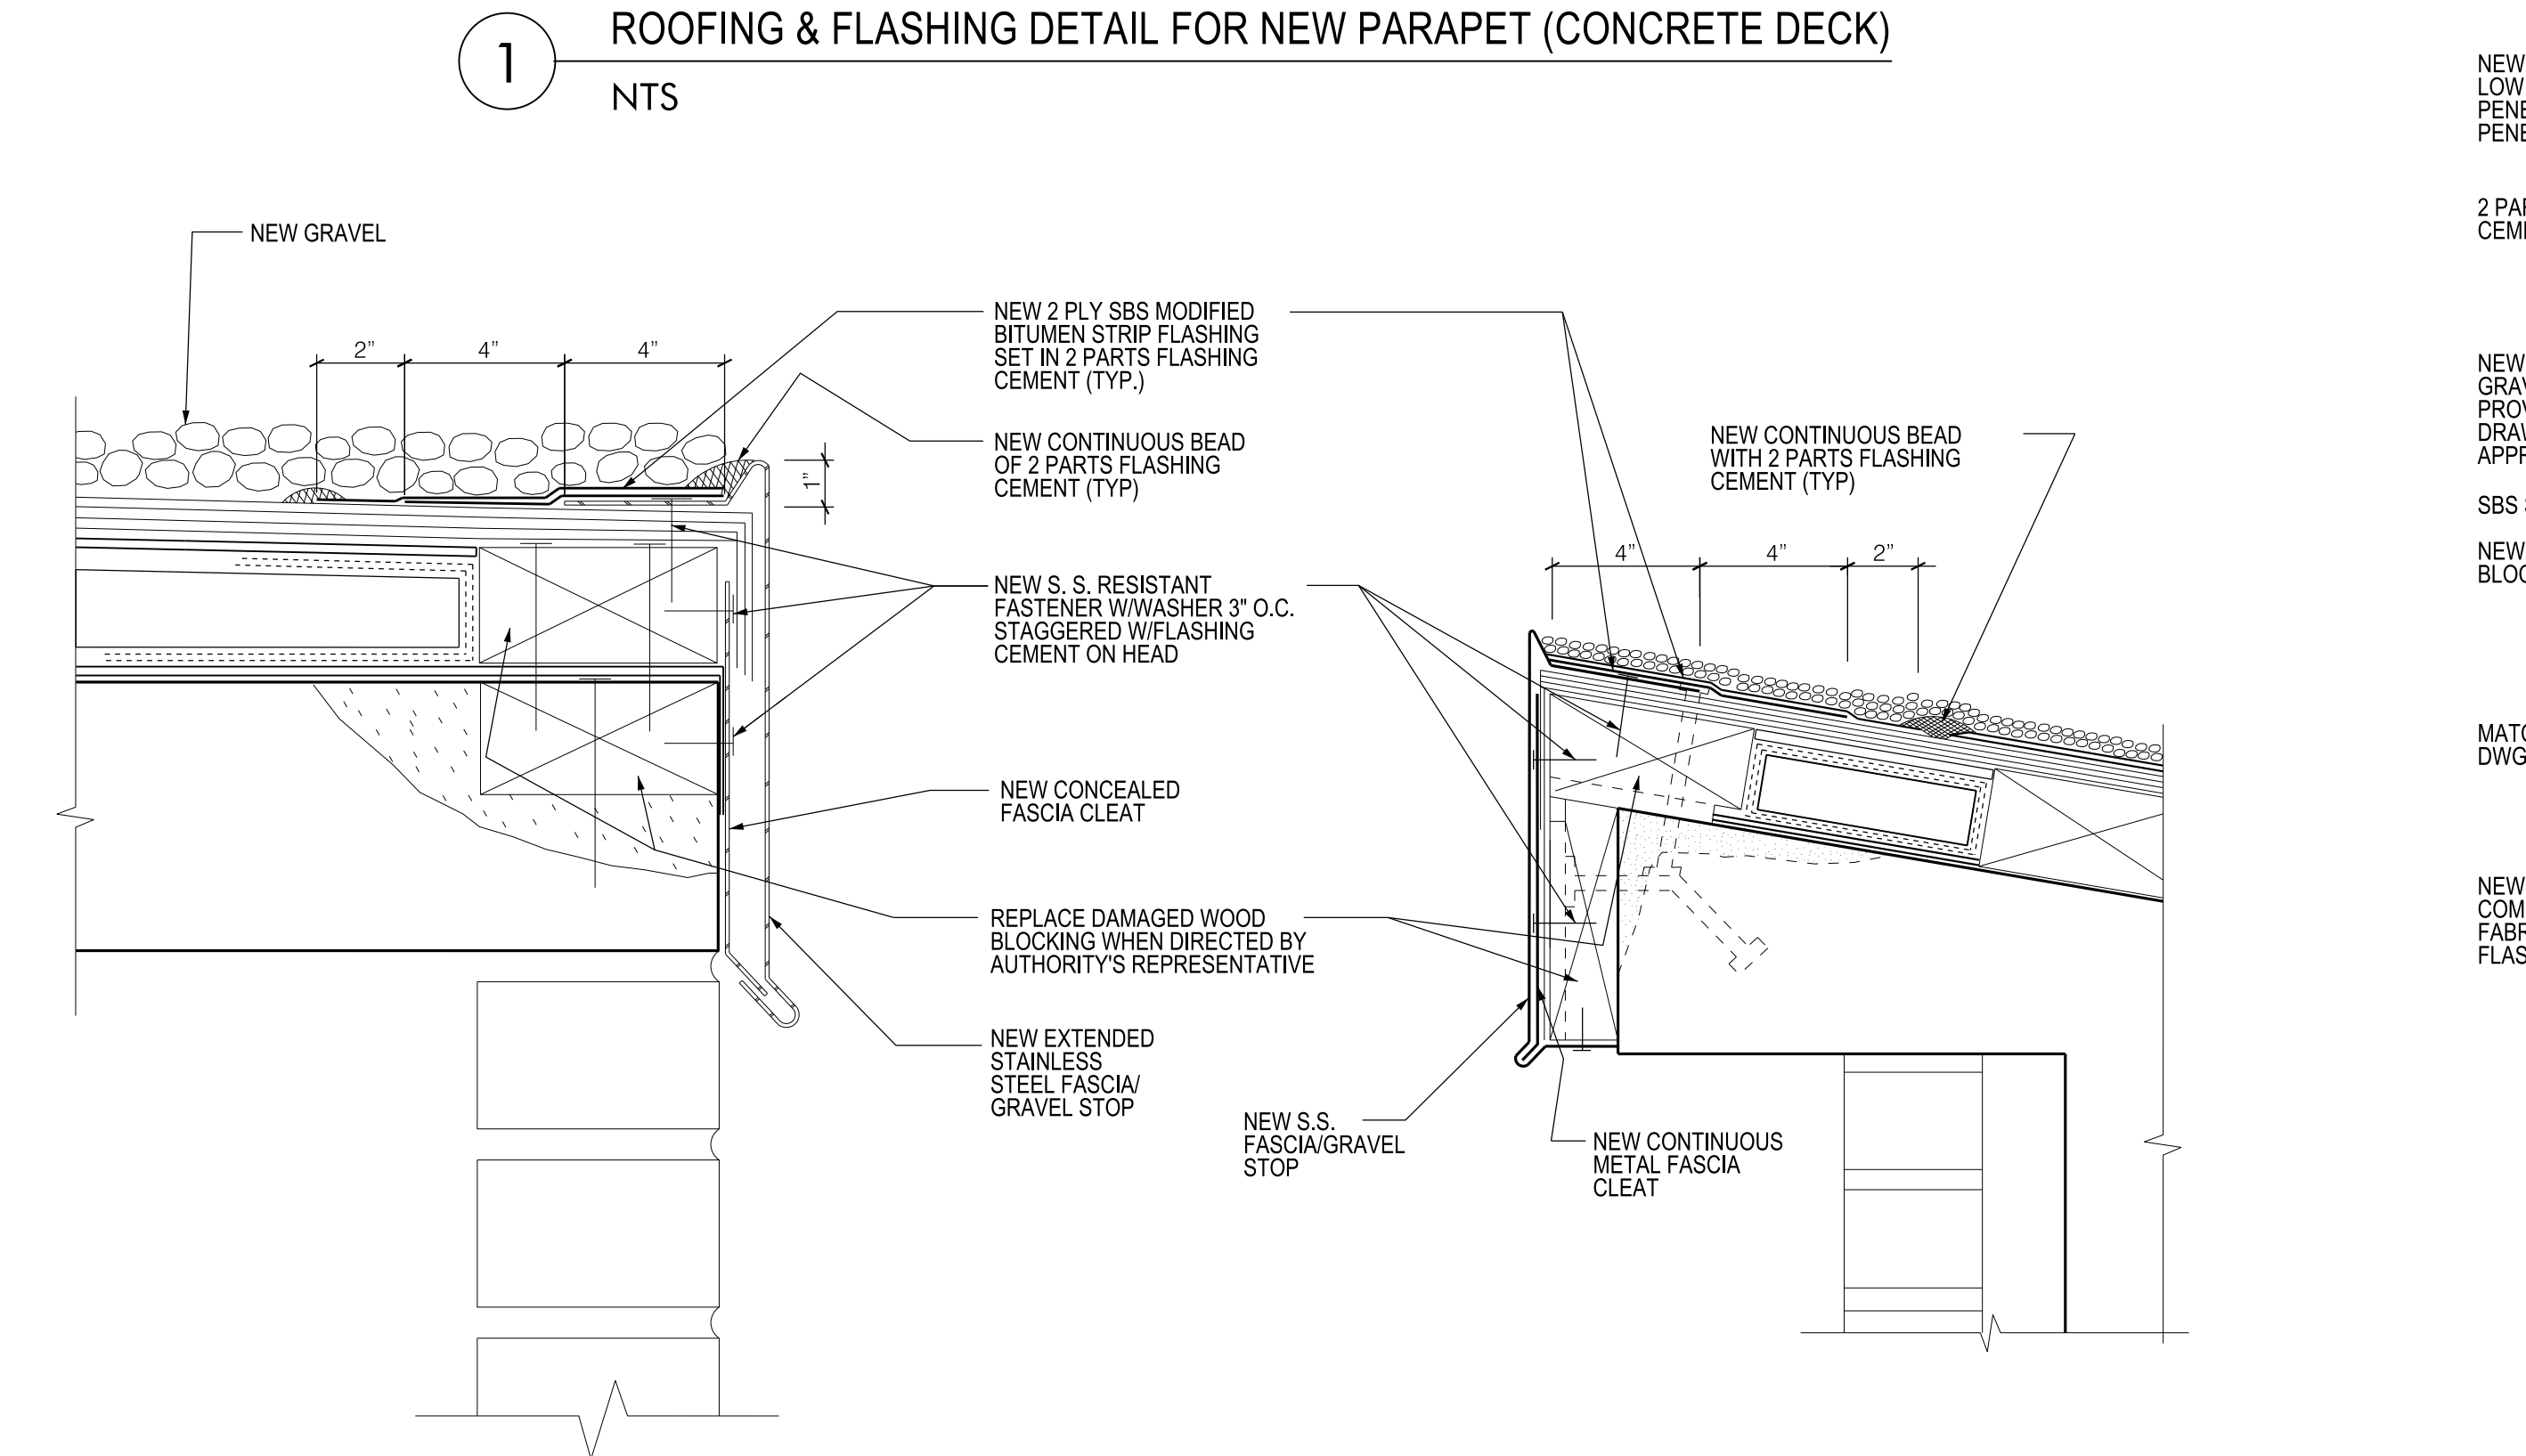 1
ROOFING & FLASHING DETAIL FOR NEW PARAPET (CONCRETE DECK)
NTS
NEW GRAVEL
2”
4”
4”
1”
NEW 2 PLY SBS MODIFIED
BITUMEN STRIP FLASHING
SET IN 2 PARTS FLASHING
CEMENT (TYP.)
NEW CONTINUOUS BEAD
OF 2 PARTS FLASHING
CEMENT (TYP)
NEW S. S. RESISTANT
FASTENER W/WASHER 3" O.C.
STAGGERED W/FLASHING
CEMENT ON HEAD
NEW CONCEALED
FASCIA CLEAT
REPLACE DAMAGED WOOD
BLOCKING WHEN DIRECTED BY
AUTHORITY'S REPRESENTATIVE
NEW EXTENDED
STAINLESS
STEEL FASCIA/
GRAVEL STOP
NEW CONTINUOUS BEAD
WITH 2 PARTS FLASHING
CEMENT (TYP)
4”
4”
2”
NEW S.S.
FASCIA/GRAVEL
STOP
NEW CONTINUOUS
METAL FASCIA
CLEAT
NEW
LOW
2
NEW
SBS
NEW
NEW